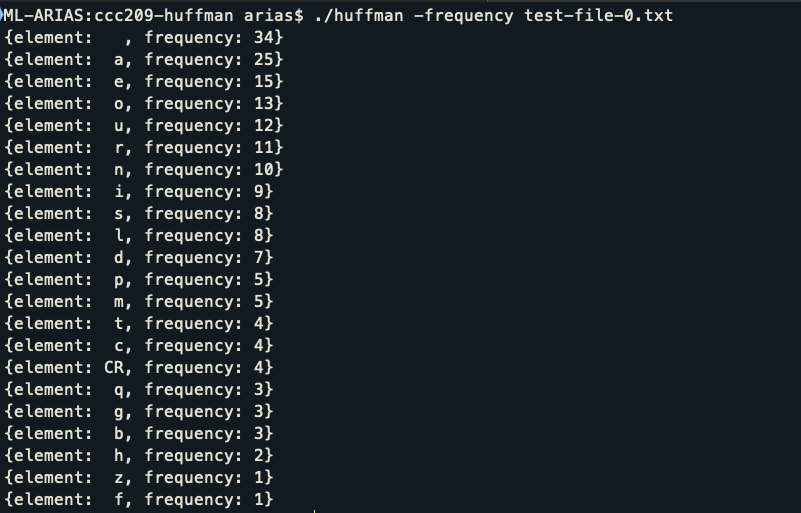 ML-ARIAS:ccc209-huffman arias$ ./huffman -frequency test-file-0.txt
{element:   , frequency: 34}
{element:  a, frequency: 25}
{element:  e, frequency: 15}
{element:  o, frequency: 13}
{element:  u, frequency: 12}
{element:  r, frequency: 11}
{element:  n, frequency: 10}
{element:  i, frequency: 9}
{element:  s, frequency: 8}
{element:  l, frequency: 8}
{element:  d, frequency: 7}
{element:  p, frequency: 5}
{element:  m, frequency: 5}
{element:  t, frequency: 4}
{element:  c, frequency: 4}
{element: CR, frequency: 4}
{element:  q, frequency: 3}
{element:  g, frequency: 3}
{element:  b, frequency: 3}
{element:  h, frequency: 2}
{element:  z, frequency: 1}
{element:  f, frequency: 1}